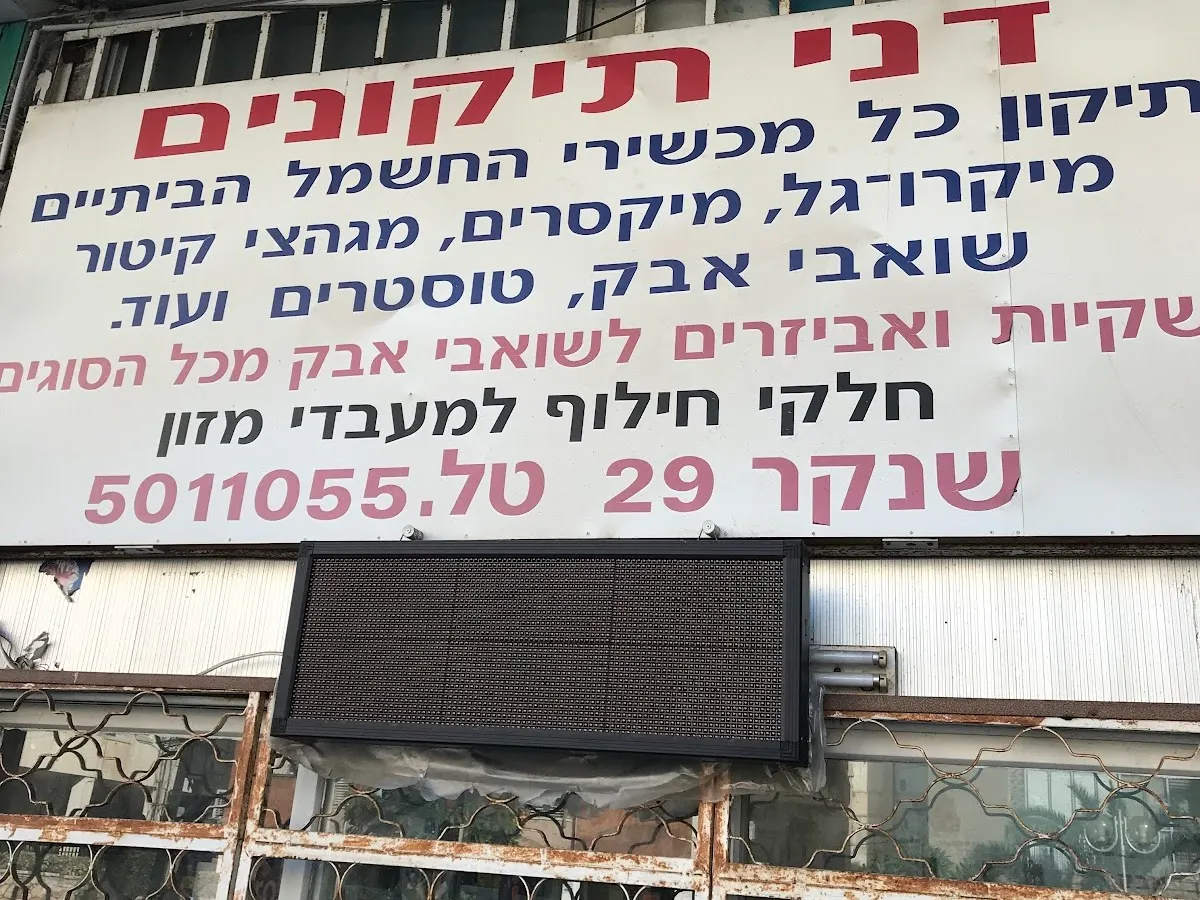 דני תיקונים
תיקון כל מכשירי החשמל הביתיים
מיקרו־גל, מיקסרים, מגהצי קיטור
שואבי אבק, טוסטרים ועוד.
שקיות ואביזרים לשואבי אבק מכל הסוגים
חלקי חילוף למעבדי מזון
שנקר 29 טל.5011055